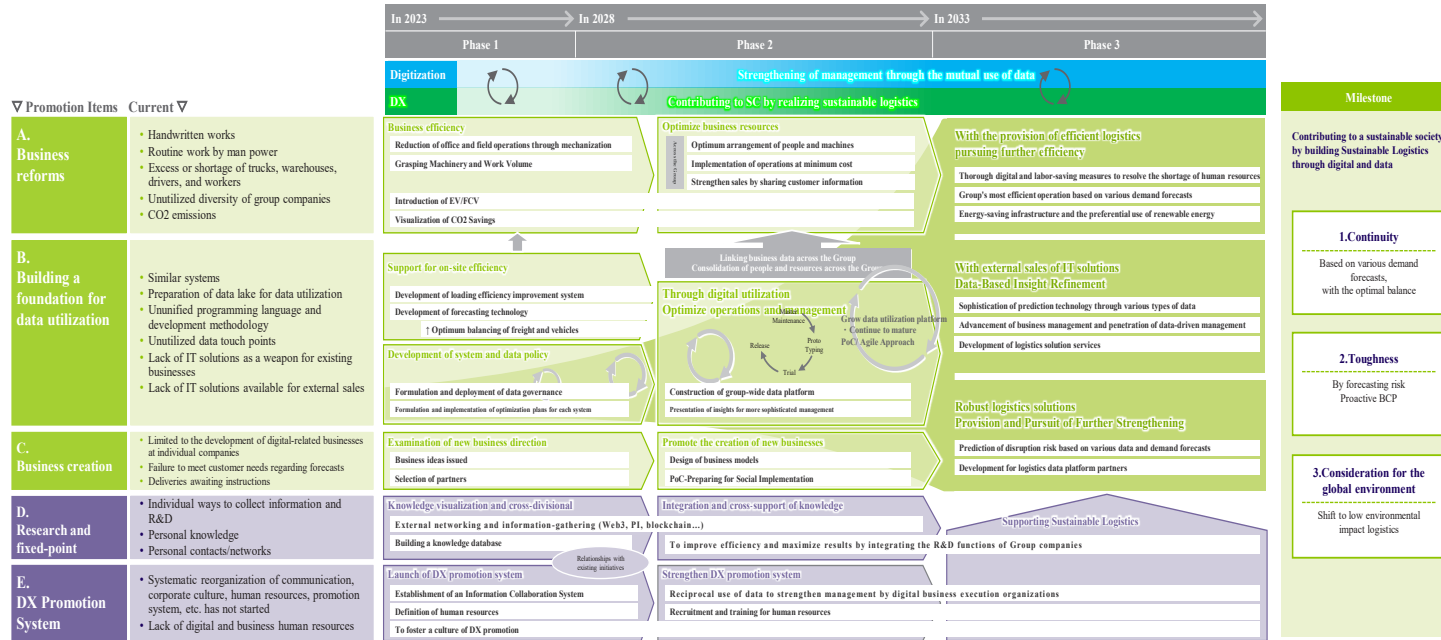 In 2023
In 2028
In 2033
Phase 1
Phase 2
Phase 3
Digitization
Strengthening of management through the mutual use of data
DX
Contributing to SC by realizing sustainable logistics
∇ Promotion Items
Current ∇
A.
Business
reforms
• Handwritten works
• Routine work by man power
• Excess or shortage of trucks, warehouses,
drivers, and workers
• Unutilized diversity of group companies
• CO2 emissions
Business efficiency
Reduction of office and field operations through mechanization
Grasping Machinery and Work Volume
Introduction of EV/FCV
Visualization of CO2 Savings
Optimize business resources
Across the Group
Optimum arrangement of people and machines
Implementation of operations at minimum cost
Strengthen sales by sharing customer information
With the provision of efficient logistics
pursuing further efficiency
Thorough digital and labor-saving measures to resolve the shortage of human resources
Group's most efficient operation based on various demand forecasts
Energy-saving infrastructure and the preferential use of renewable energy
B.
Building a
foundation for
data utilization
• Similar systems
• Preparation of data lake for data utilization
• Ununified programming language and
development methodology
• Unutilized data touch points
• Lack of IT solutions as a weapon for existing
businesses
• Lack of IT solutions available for external sales
Support for on-site efficiency
Development of loading efficiency improvement system
Development of forecasting technology
↑ Optimum balancing of freight and vehicles
Development of system and data policy
Formulation and deployment of data governance
Formulation and implementation of optimization plans for each system
Linking business data across the Group
Consolidation of people and resources across the Group
Through digital utilization
Optimize operations and management
Maintenance
Proto
Typing
Trial
Release
Grow data utilization platform
・Continue to mature
PoC/ Agile Approach
Construction of group-wide data platform
Presentation of insights for more sophisticated management
With external sales of IT solutions
Data-Based Insight Refinement
Sophistication of prediction technology through various types of data
Advancement of business management and penetration of data-driven management
Development of logistics solution services
C.
Business creation
• Limited to the development of digital-related businesses
at individual companies
• Failure to meet customer needs regarding forecasts
• Deliveries awaiting instructions
Examination of new business direction
Business ideas issued
Selection of partners
Promote the creation of new businesses
Design of business models
PoC-Preparing for Social Implementation
Robust logistics solutions
Provision and Pursuit of Further Strengthening
Prediction of disruption risk based on various data and demand forecasts
Development for logistics data platform partners
D.
Research and
fixed-point
• Individual ways to collect information and
R&D
• Personal knowledge
• Personal contacts/networks
Knowledge visualization and cross-divisional
External networking and information-gathering (Web3, PI, blockchain...)
Building a knowledge database
Integration and cross-support of knowledge
To improve efficiency and maximize results by integrating the R&D functions of Group companies
Supporting Sustainable Logistics
Relationships with
existing initiatives
E.
DX Promotion
System
• Systematic reorganization of communication,
corporate culture, human resources, promotion
system, etc. has not started
• Lack of digital and business human resources
Launch of DX promotion system
Establishment of an Information Collaboration System
Definition of human resources
To foster a culture of DX promotion
Strengthen DX promotion system
Reciprocal use of data to strengthen management by digital business execution organizations
Recruitment and training for human resources
Milestone
Contributing to a sustainable society
by building Sustainable Logistics
through digital and data
1.Continuity
Based on various demand
forecasts,
with the optimal balance
2.Toughness
By forecasting risk
Proactive BCP
3.Consideration for the
global environment
Shift to low environmental
impact logistics